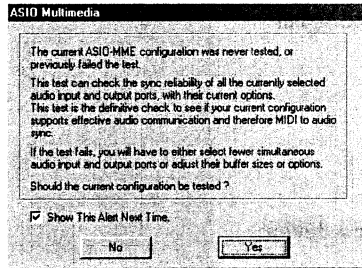 ASIO Multimedia
The current ASIO-MME configuration was never tested, or
previously failed the test.
This test can check the sync reliability of all the currently selected
audio input and output ports, with their current options.
This test is the definitive check to see if your current configuration
supports effective audio communication and therefore MIDI to audio
sync.
If the test fails, you will have to either select fewer simultaneous
audio input and output ports or adjust their buffer sizes or options.
Should the current configuration be tested ?
Show This Alert Next Time.
No
Yes